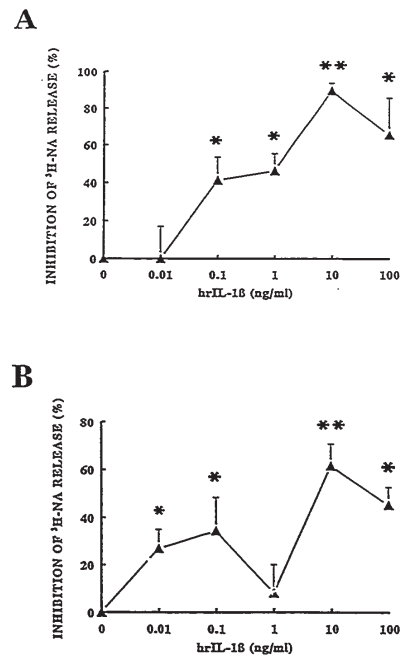 A
INHIBITION OF ³H-NA RELEASE (%)
100
80
60
40
20
0
* * ** *
0 0.01 0.1 1 10 100
hrIL-1ß (ng/ml)
B
INHIBITION OF ³H-NA RELEASE (%)
80
60
40
20
0
* * ** *
0 0.01 0.1 1 10 100
hrIL-1ß (ng/ml)